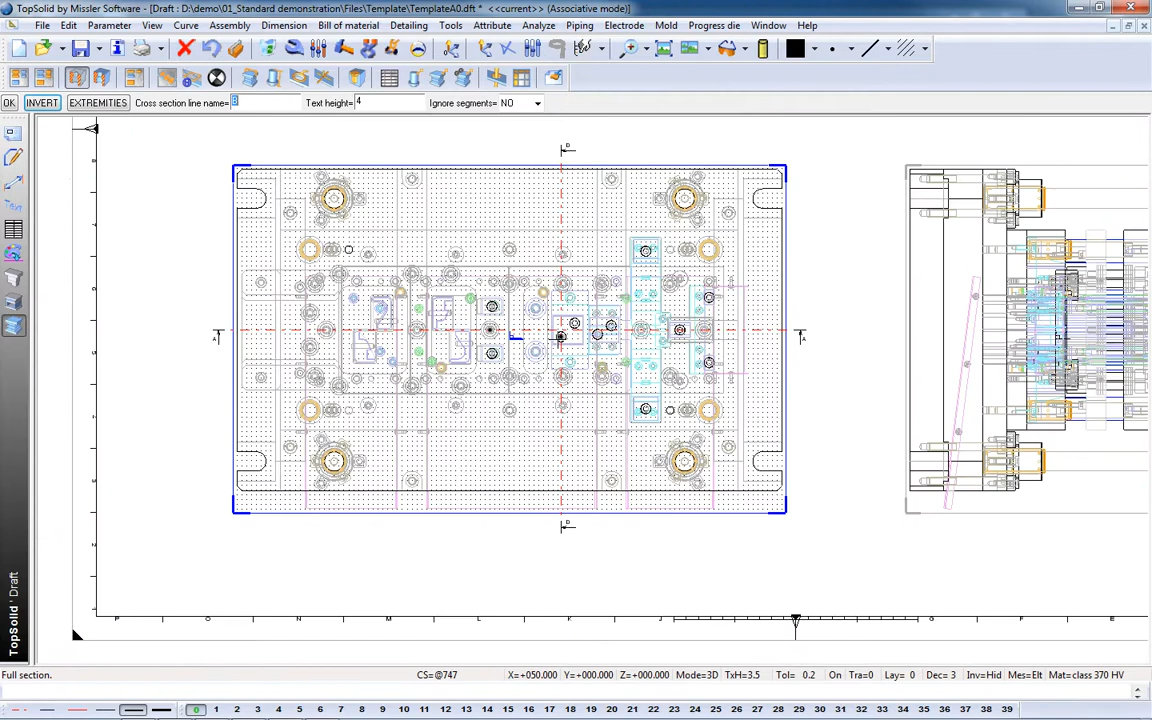 TopSolid by Missler Software - [Draft : D:\demo\01_Standard demonstration\Files\Template\TemplateA0.dft * <<current>> (Associative mode)]
File Edit Parameter View Draft Curve Assembly Dimension Bill of material Detailing Tools Attribute Analyze Piping Electrode Mold Progress die Window Help
OK INVERT EXTREMITIES Cross section line name= B Text height= 4 Ignore segments= NO
Text
A A
P O N M L K J G F E
TopSolid 'Draft
Full section. CS=@747 X=+050.000 Y=+000.000 Z=+000.000 Mode=3D TxH=3.5 Tol= 0.2 On Tra=0 Lay= 0 Dec= 3 Inv=Hid Mes=Elt Mat=class 370 HV
0 1 2 3 4 5 6 7 8 9 10 11 12 13 14 15 16 17 18 19 20 21 22 23 24 25 26 27 28 29 30 31 32 33 34 35 36 37 38 39